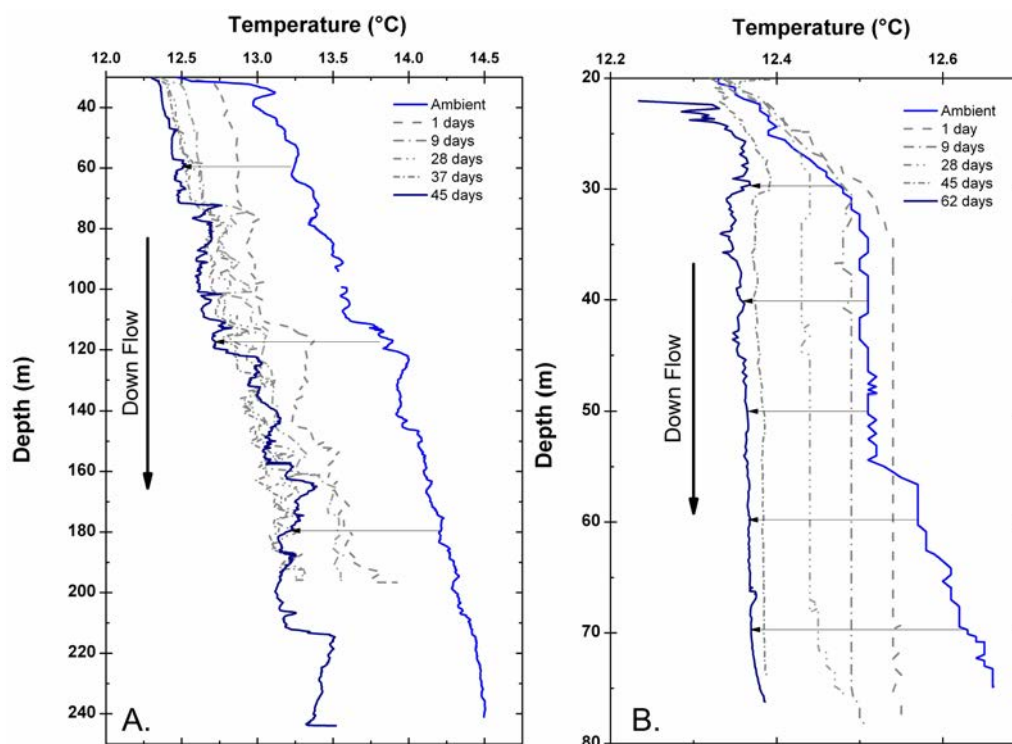 Temperature (°C)
12.0 12.5 13.0 13.5 14.0 14.5
Depth (m)
40
60
80
100
120
140
160
180
200
220
240
Ambient
1 days
9 days
28 days
37 days
45 days
Down Flow
A.
Temperature (°C)
12.2 12.4 12.6
Depth (m)
20
30
40
50
60
70
80
Ambient
1 day
9 days
28 days
45 days
62 days
Down Flow
B.